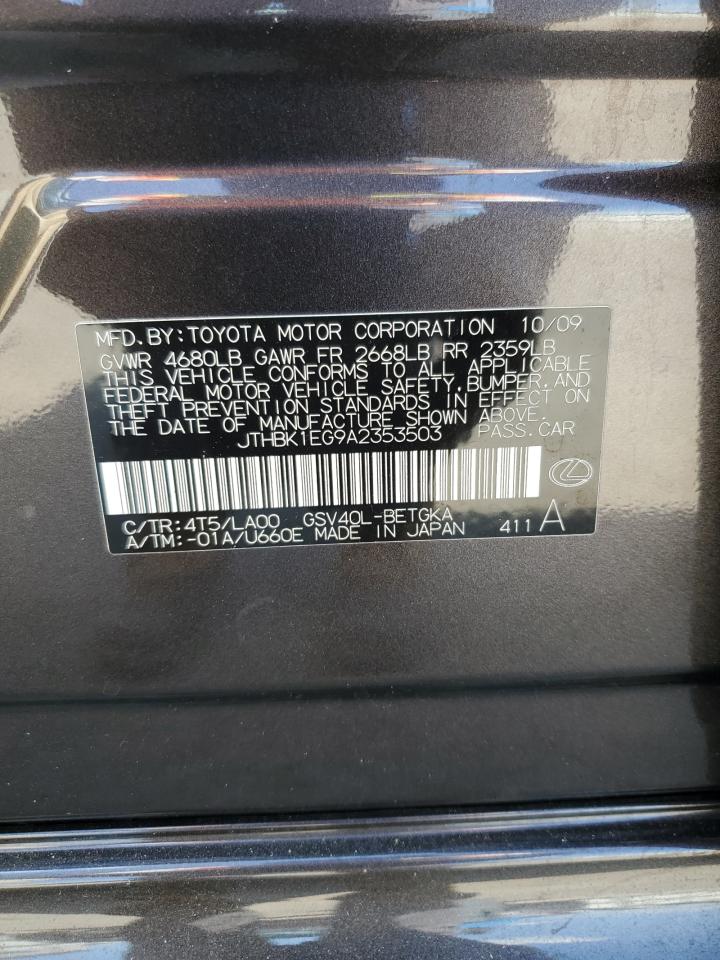 MFD. BY: TOYOTA MOTOR CORPORATION 10/09
GVWR 4680LB GAWR FR 2668LB RR 2359LB
THIS VEHICLE CONFORMS TO ALL APPLICABLE
FEDERAL MOTOR VEHICLE SAFETY, BUMPER, AND
THEFT PREVENTION STANDARDS IN EFFECT ON
THE DATE OF MANUFACTURE SHOWN ABOVE.
JTHBK1EG9A2353503 PASS. CAR
C/TR: 4T5/LA00 GSV40L-BETGKA
A/TM: -01A/U660E MADE IN JAPAN 411 A